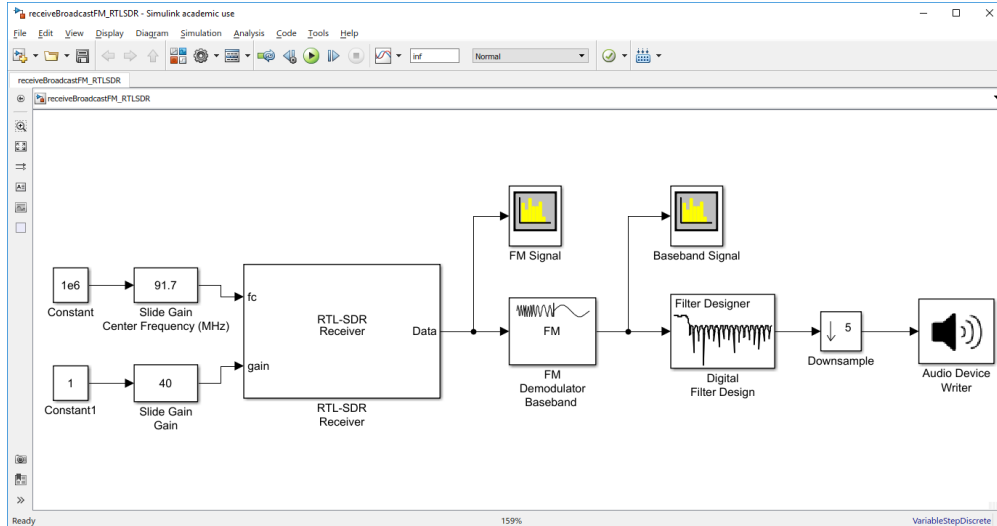 receiveBroadcastFM_RTLSDR - Simulink academic use
File Edit View Display Diagram Simulation Analysis Code Tools Help
inf
Normal
receiveBroadcastFM_RTLSDR
receiveBroadcastFM_RTLSDR
FM Signal
Baseband Signal
1e6
Constant
91.7
Slide Gain
Center Frequency (MHz)
fc
RTL-SDR
Receiver
Data
gain
RTL-SDR
Receiver
1
Constant1
40
Slide Gain
Gain
FM
FM
Demodulator
Baseband
Filter Designer
Digital
Filter Design
5
Downsample
Audio Device
Writer
Ready
159%
VariableStepDiscrete